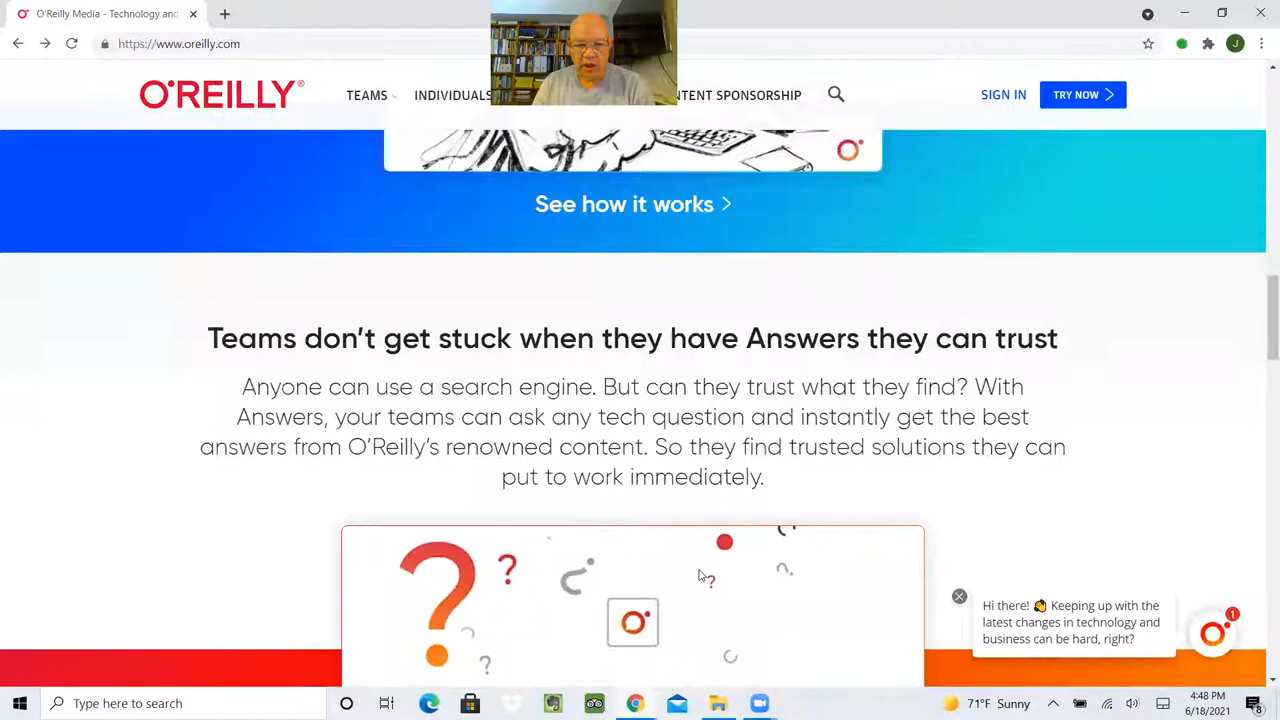 O'Reilly Media - Technology and
https://www.oreilly.com
J
O'REILLY®
TEAMS
INDIVIDUALS
CONTENT SPONSORSHIP
SIGN IN
TRY NOW
See how it works
Teams don't get stuck when they have Answers they can trust
Anyone can use a search engine. But can they trust what they find? With
Answers, your teams can ask any tech question and instantly get the best
answers from O'Reilly's renowned content. So they find trusted solutions they can
put to work immediately.
Hi there! Keeping up with the
latest changes in technology and
business can be hard, right?
1
Type here to search
71°F Sunny
4:48 PM
6/18/2021
8